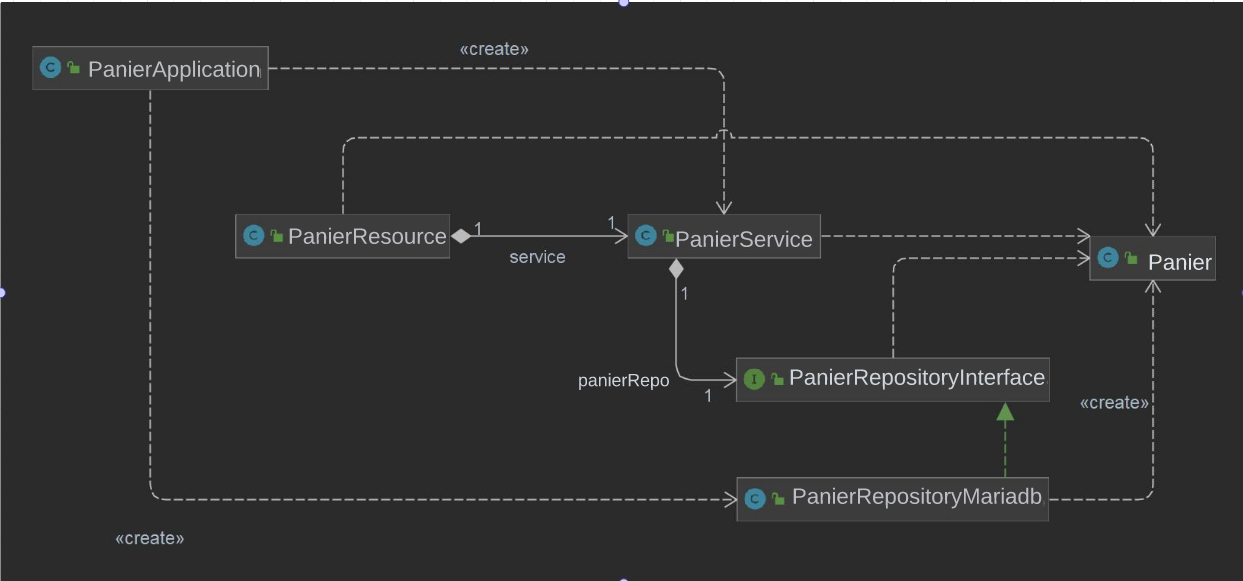 «create»
C PanierApplication
C PanierResource
1
service
1
C PanierService
C Panier
1
panierRepo
1
I PanierRepositoryInterface
«create»
C PanierRepositoryMariadb
«create»